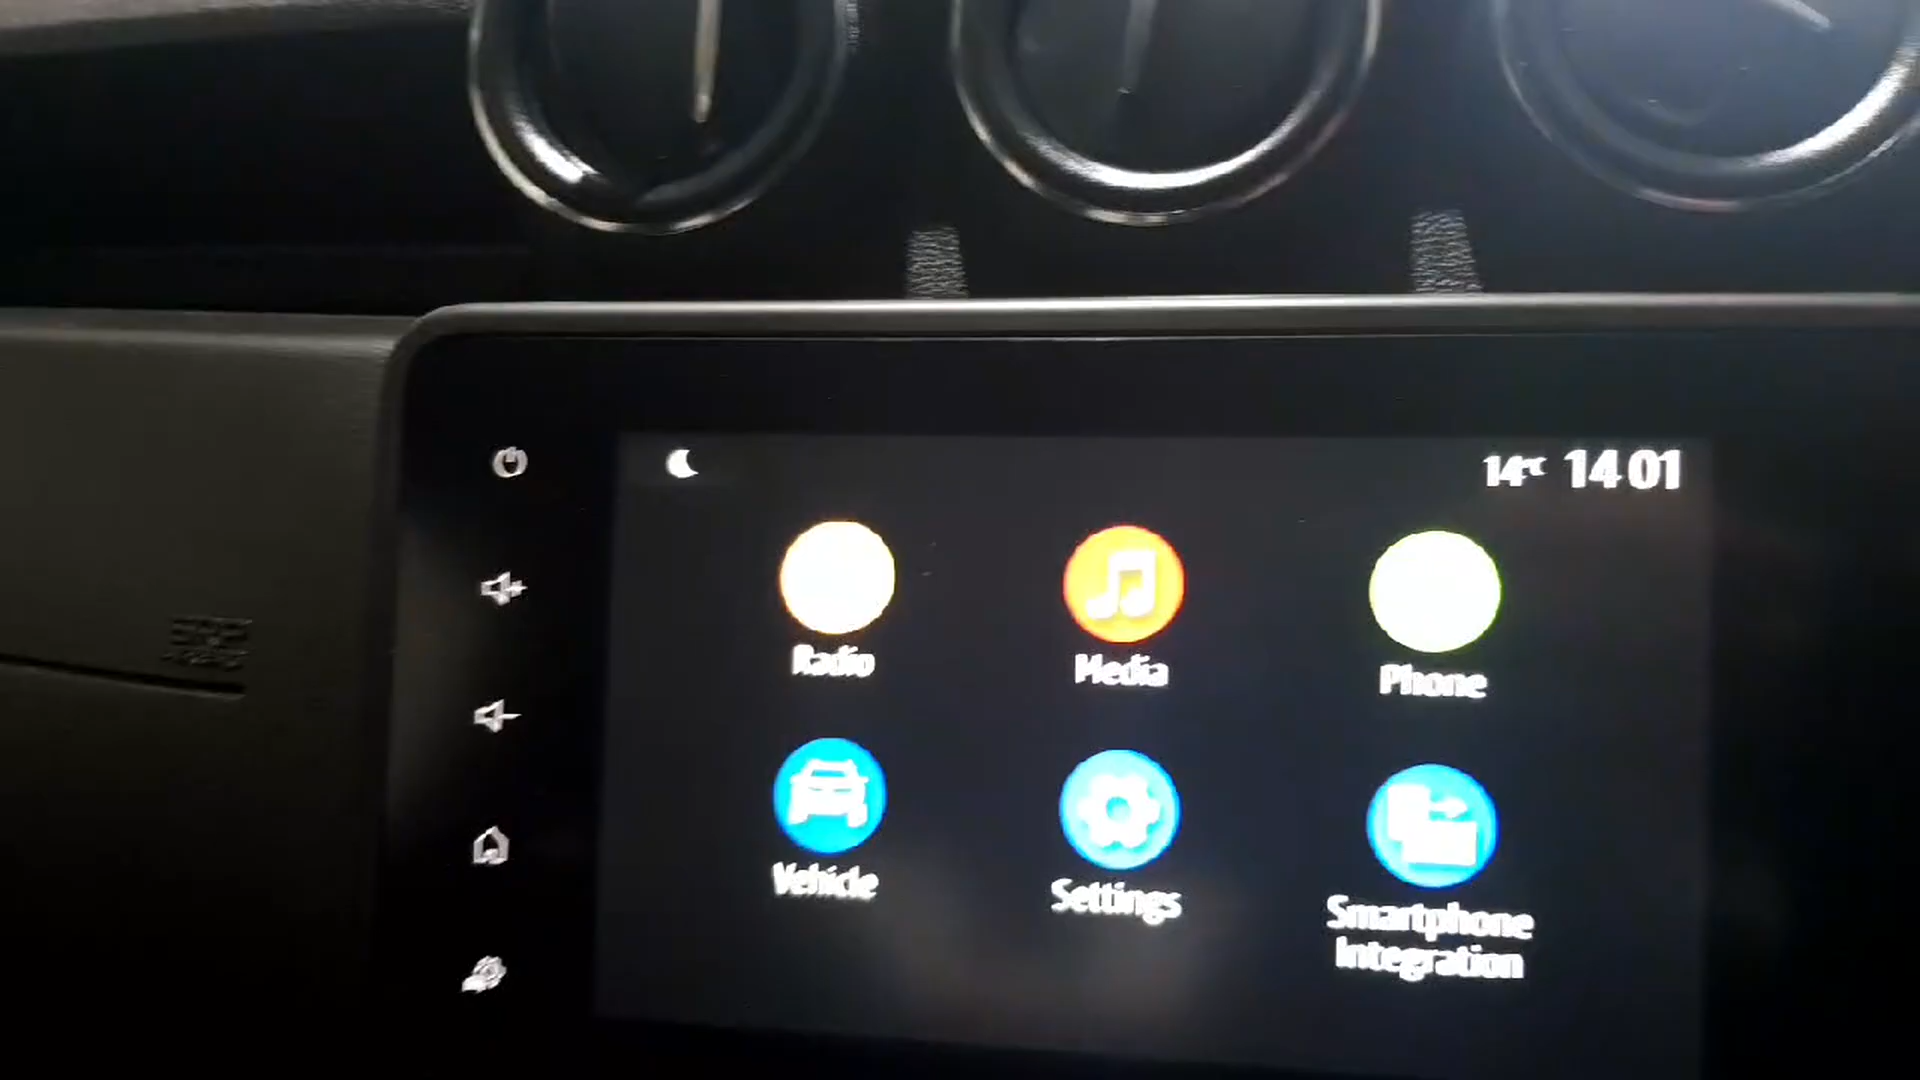 14°C 14 01
Radio
Media
Phone
Vehicle
Settings
Smartphone
Integration